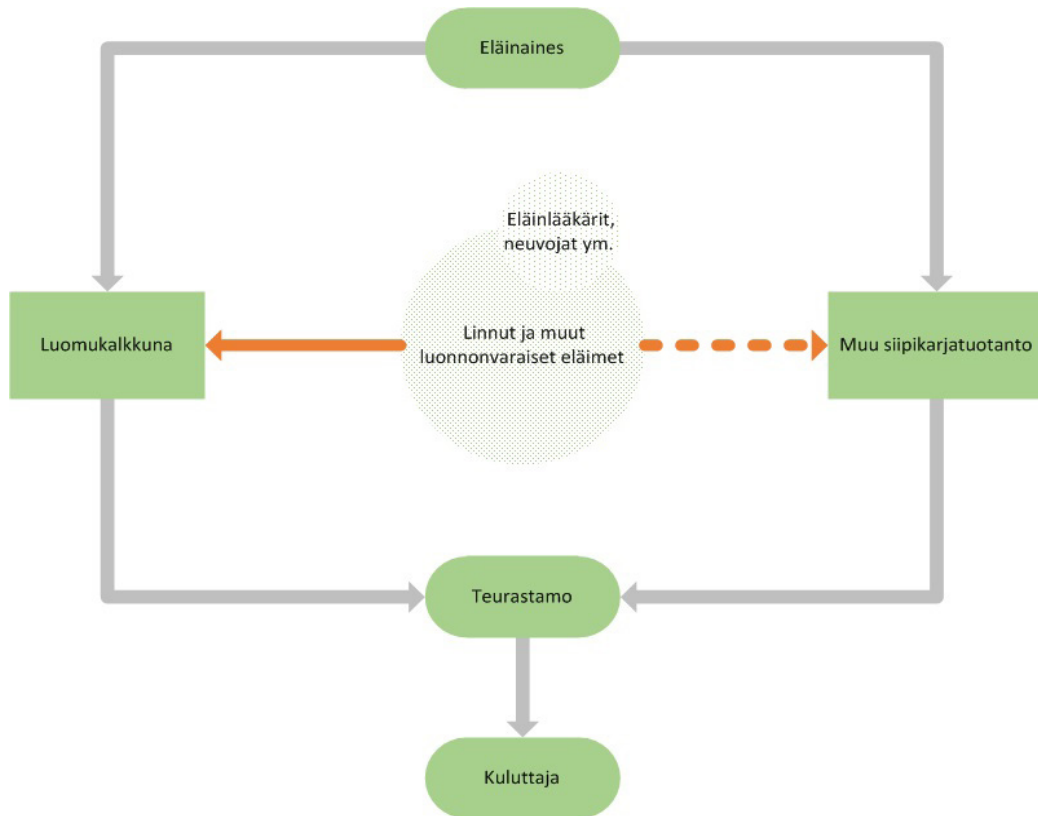 Eläinaines
Eläinlääkärit,
neuvojat ym.
Luomukalkkuna
Linnut ja muut
luonnonvaraiset eläimet
Muu siipikarjatuotanto
Teurastamo
Kuluttaja